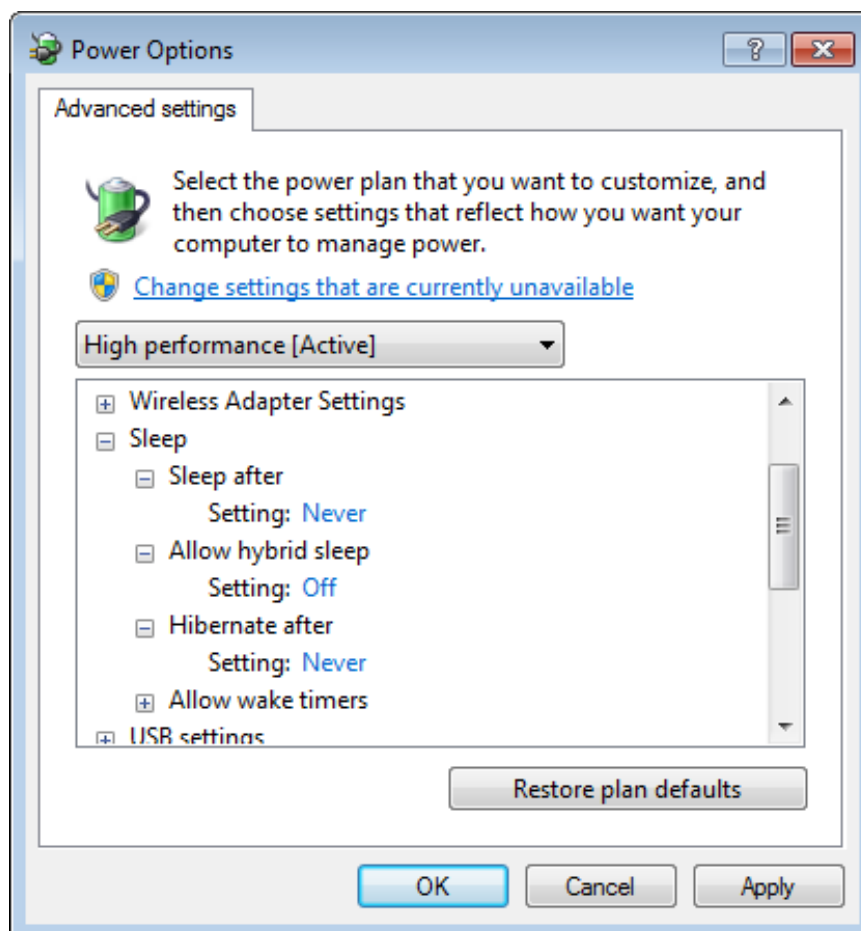 Power Options
Advanced settings
Select the power plan that you want to customize, and
then choose settings that reflect how you want your
computer to manage power.
Change settings that are currently unavailable
High performance [Active]
Wireless Adapter Settings
Sleep
Sleep after
Setting: Never
Allow hybrid sleep
Setting: Off
Hibernate after
Setting: Never
Allow wake timers
USB settings
Restore plan defaults
OK Cancel Apply